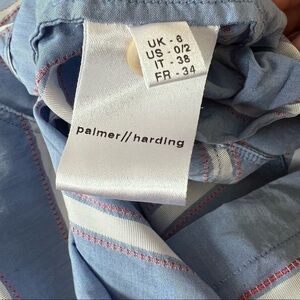 UK - 6
US - 0/2
IT - 38
FR - 34
palmer//harding